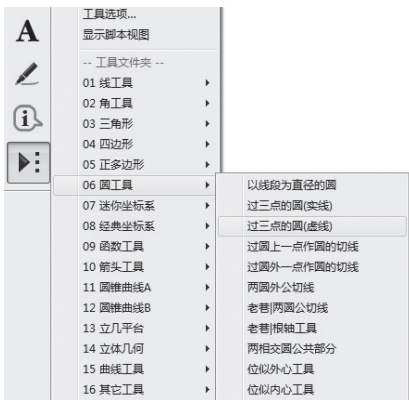 A
工具选项...
显示脚本视图
-- 工具文件夹 --
01 线工具
02 角工具
03 三角形
04 四边形
05 正多边形
06 圆工具
07 迷你坐标系
08 经典坐标系
09 函数工具
10 箭头工具
11 圆锥曲线A
12 圆锥曲线B
13 立几平台
14 立体几何
15 曲线工具
16 其它工具
以线段为直径的圆
过三点的圆(实线)
过三点的圆(虚线)
过圆上一点作圆的切线
过圆外一点作圆的切线
两圆外公切线
老巷|两圆公切线
老巷|根轴工具
两相交圆公共部分
位似外心工具
位似内心工具